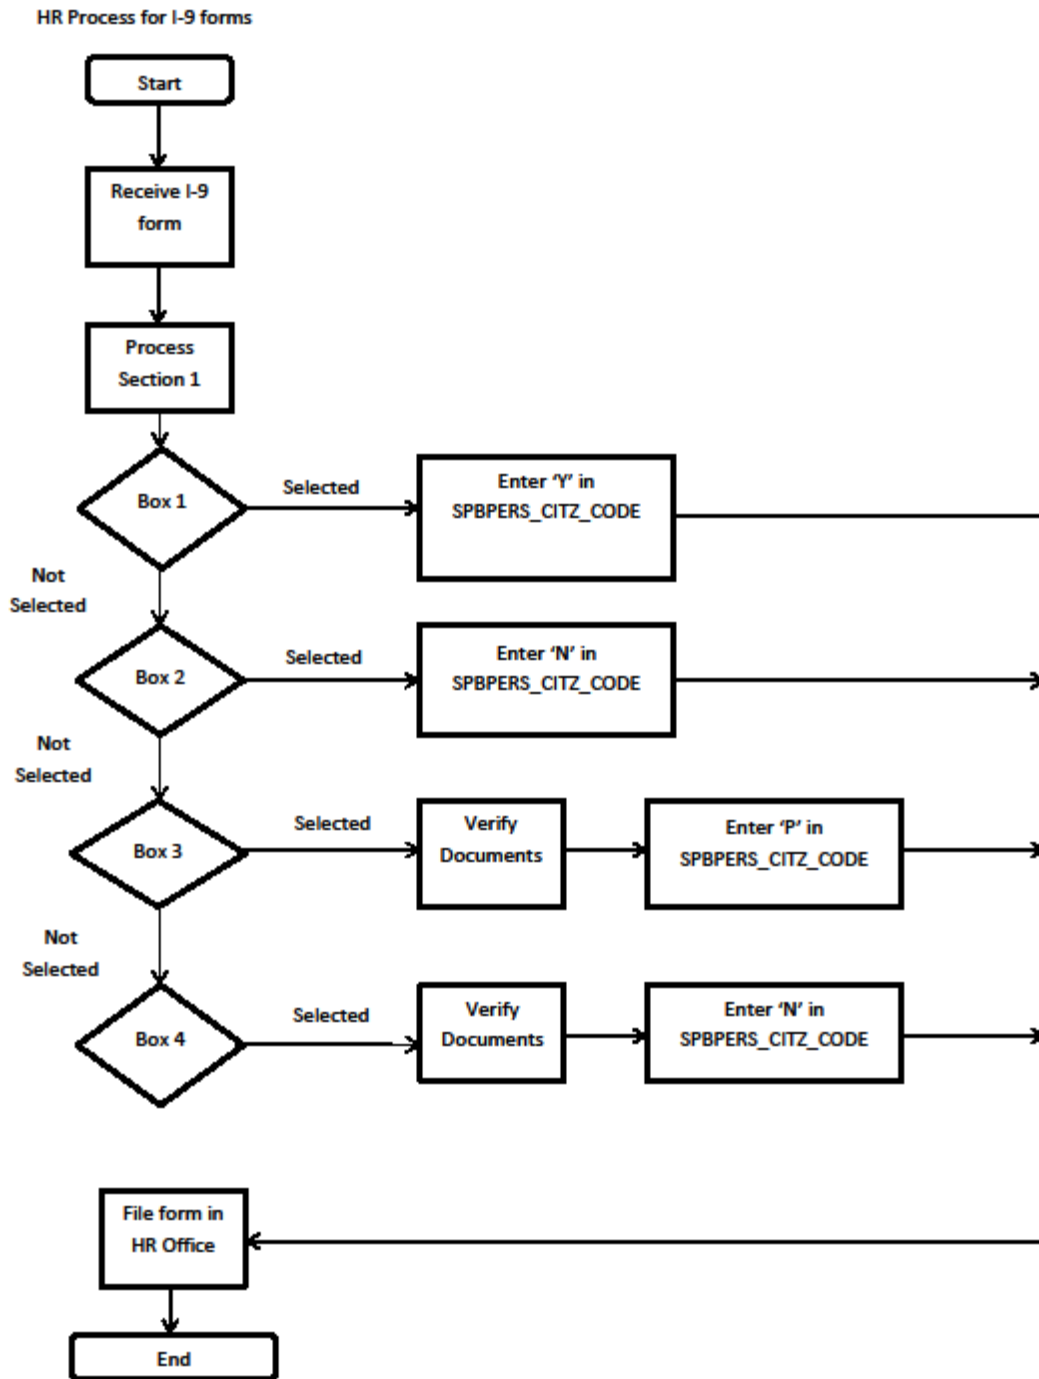 HR Process for I-9 forms
Start
Receive I-9
form
Process
Section 1
Box 1
Selected
Enter ‘Y’ in
SPBPERS_CITZ_CODE
Not
Selected
Box 2
Selected
Enter ‘N’ in
SPBPERS_CITZ_CODE
Not
Selected
Box 3
Selected
Verify
Documents
Enter ‘P’ in
SPBPERS_CITZ_CODE
Not
Selected
Box 4
Selected
Verify
Documents
Enter ‘N’ in
SPBPERS_CITZ_CODE
File form in
HR Office
End